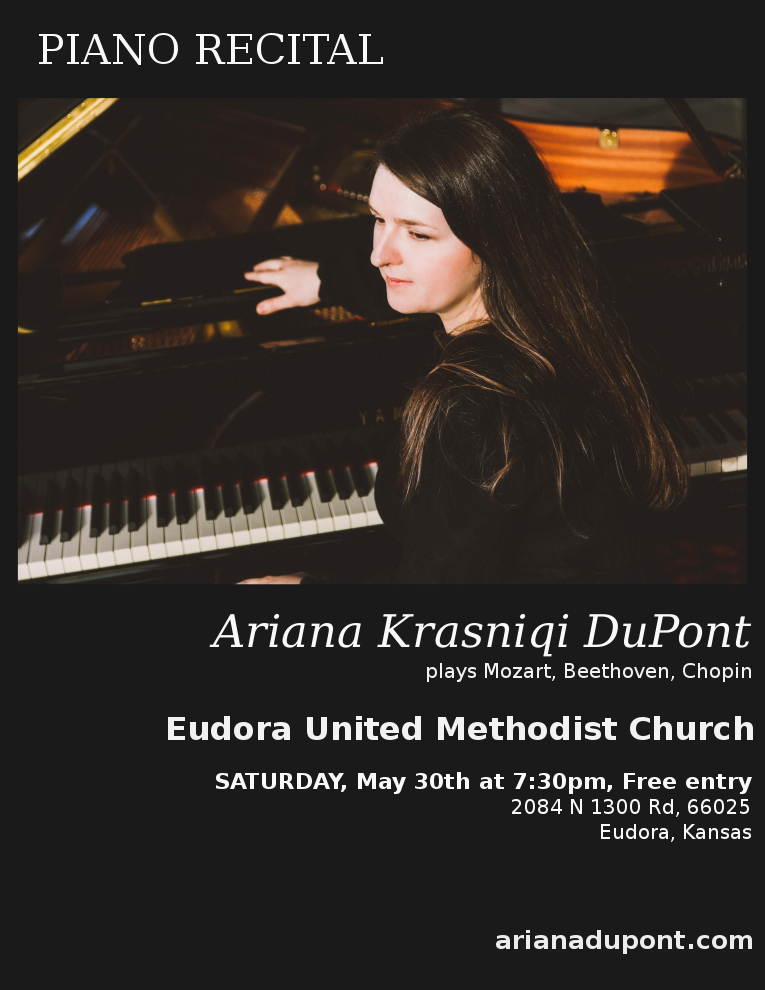 PIANO RECITAL
YA
Ariana Krasniqi DuPont
plays Mozart, Beethoven, Chopin
Eudora United Methodist Church
SATURDAY, May 30th at 7:30pm, Free entry
2084 N 1300 Rd, 66025
Eudora, Kansas
arianadupont.com